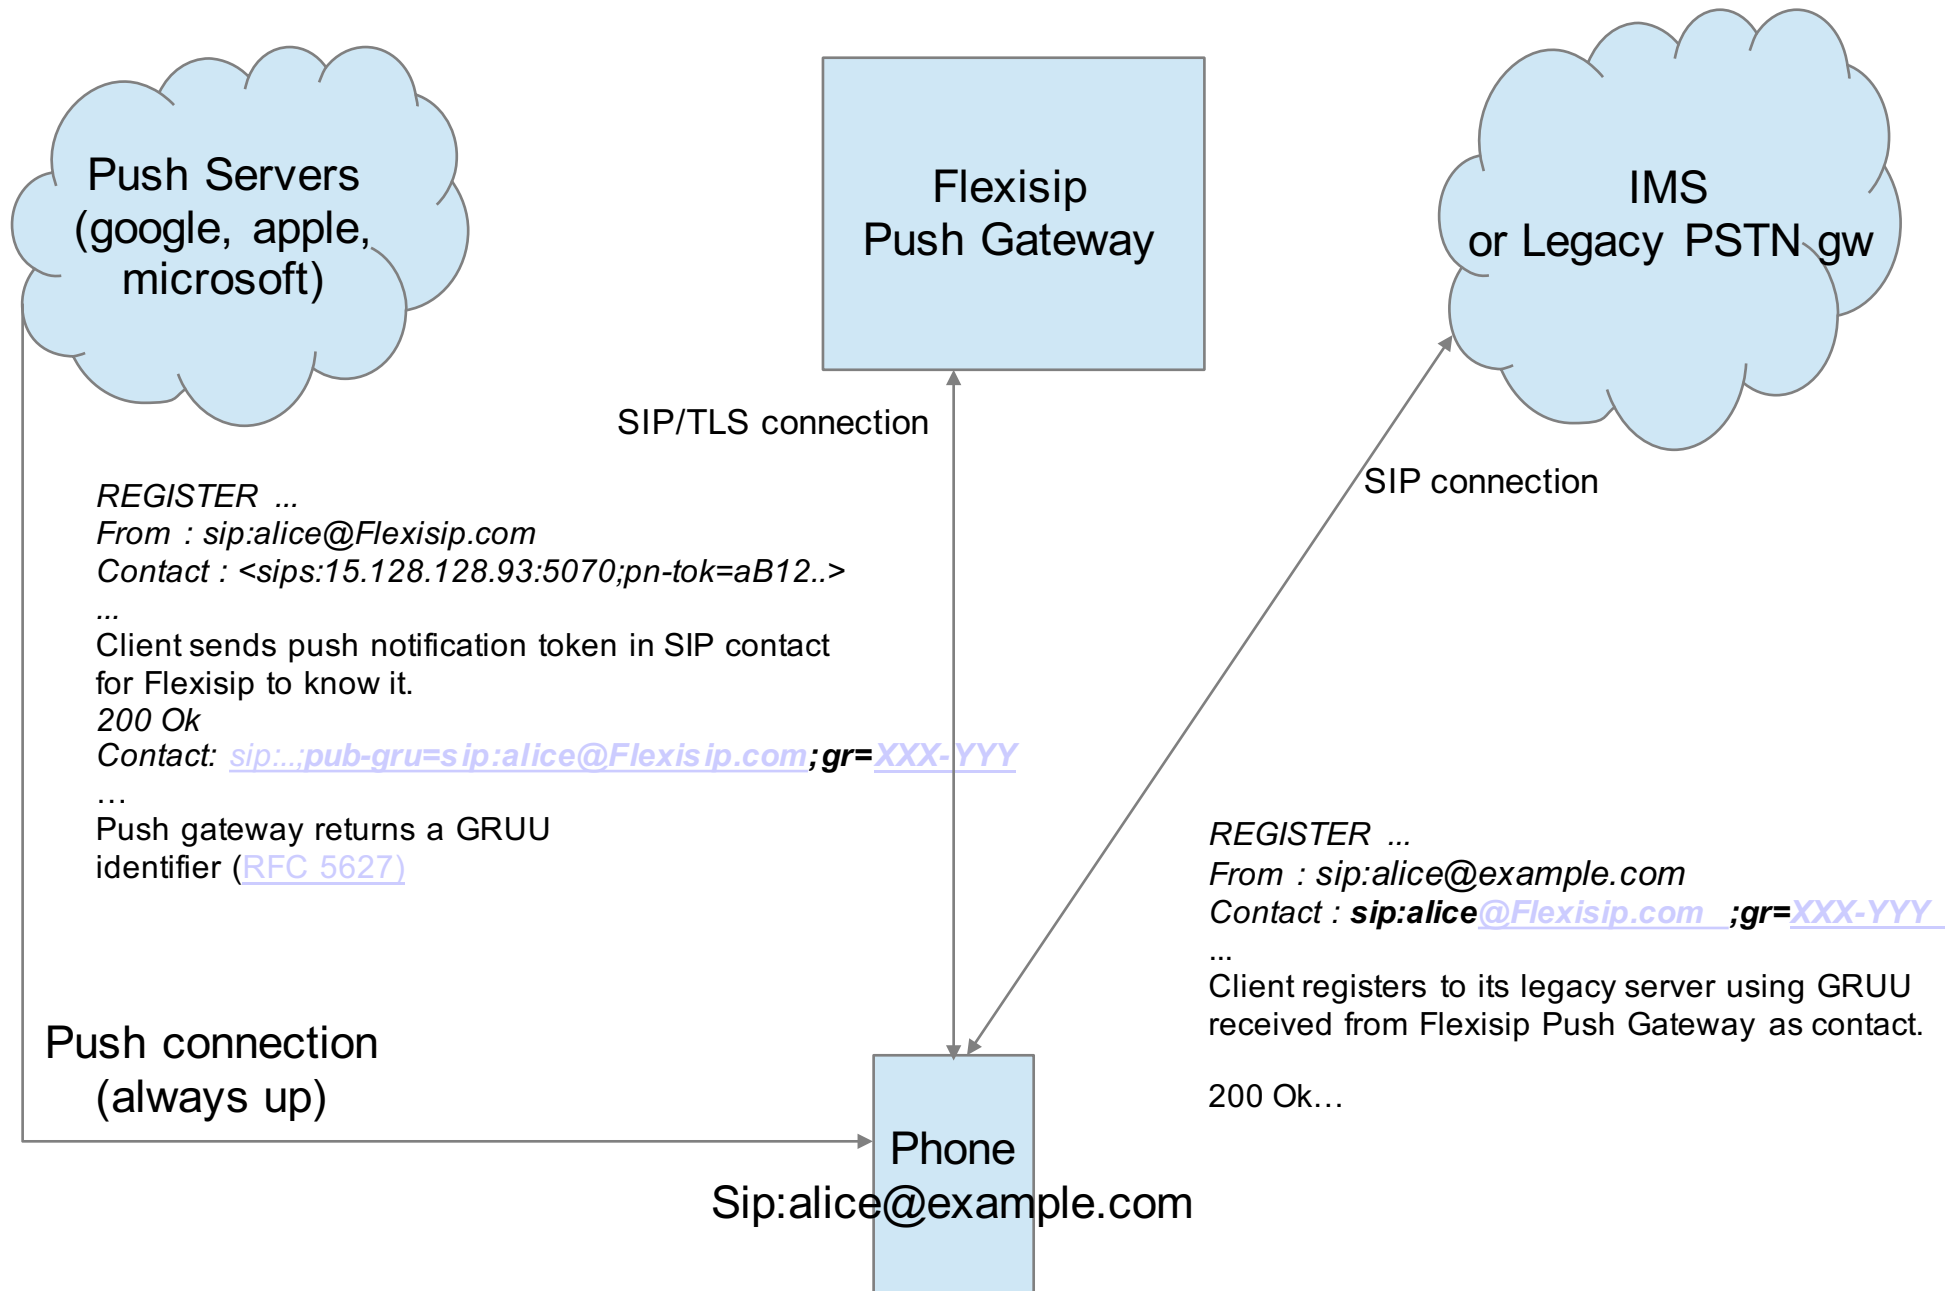 Push Servers
(google, apple,
microsoft)
Flexisip
Push Gateway
IMS
or Legacy PSTN gw
SIP/TLS connection
SIP connection
REGISTER ...
From : sip:alice@Flexisip.com
Contact : <sips:15.128.128.93:5070;pn-tok=aB12..>
...
Client sends push notification token in SIP contact
for Flexisip to know it.
200 Ok
Contact: sip:..;pub-gru=sip:alice@Flexisip.com;gr=XXX-YYY
…
Push gateway returns a GRUU
identifier (RFC 5627)
REGISTER ...
From : sip:alice@example.com
Contact : sip:alice@Flexisip.com ;gr=XXX-YYY
...
Client registers to its legacy server using GRUU
received from Flexisip Push Gateway as contact.
200 Ok…
Push connection
(always up)
Phone
Sip:alice@example.com